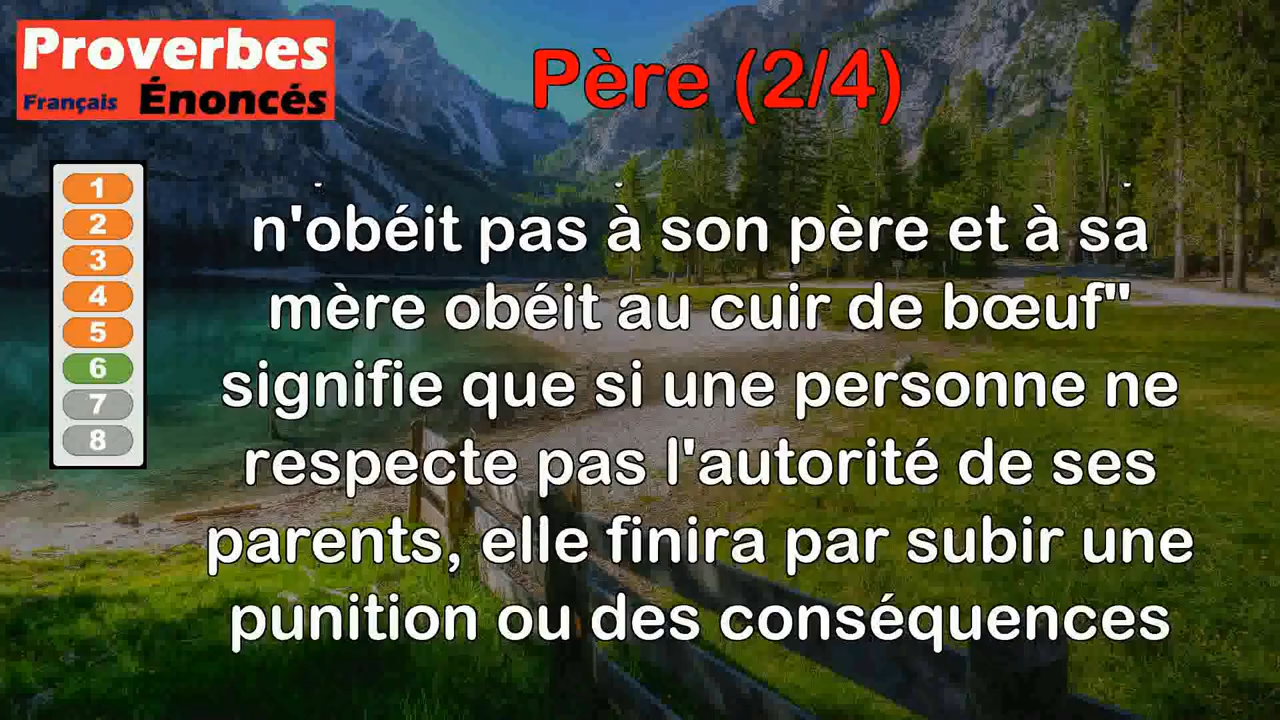 Proverbes
Français Énoncés
Père (2/4)
1
2
3
4
5
6
7
8
n'obéit pas à son père et à sa
mère obéit au cuir de bœuf"
signifie que si une personne ne
respecte pas l'autorité de ses
parents, elle finira par subir une
punition ou des conséquences